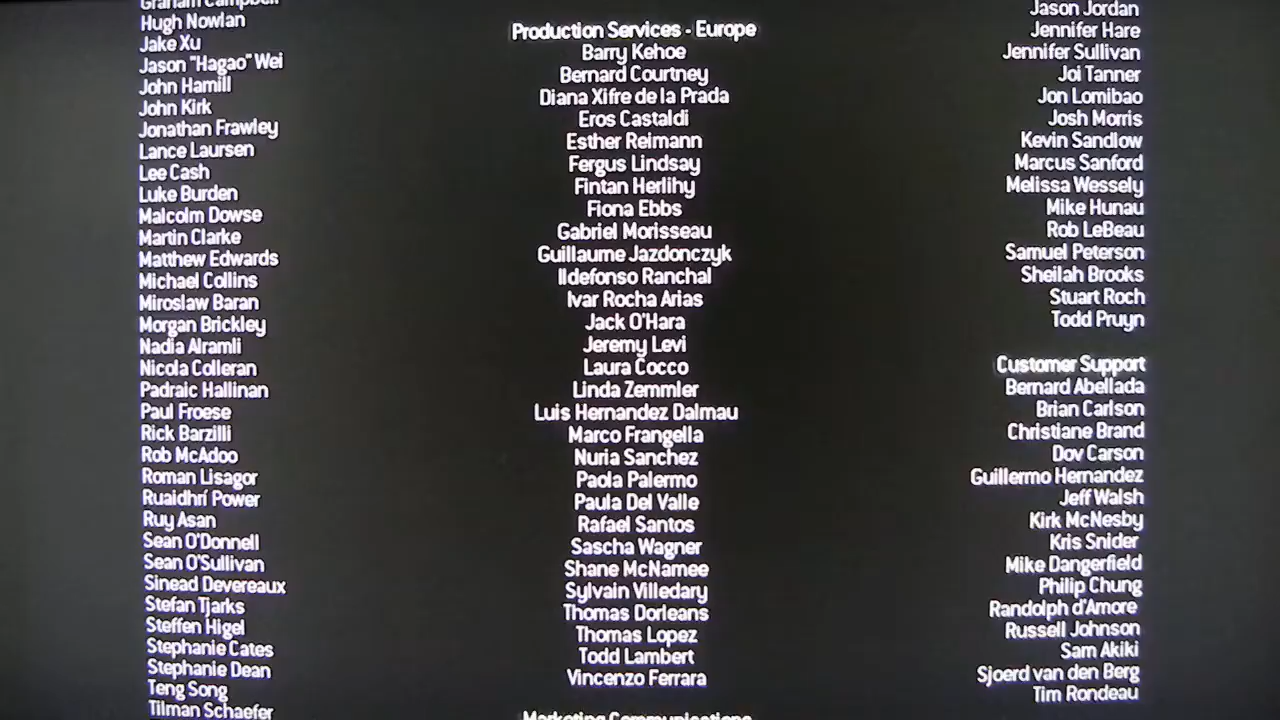 Graham Campbell
Hugh Nowlan
Jake Xu
Jason "Hagao" Wei
John Hamill
John Kirk
Jonathan Frawley
Lance Laursen
Lee Cash
Luke Burden
Malcolm Dowse
Martin Clarke
Matthew Edwards
Michael Collins
Miroslaw Baran
Morgan Brickley
Nadia Alramli
Nicola Colleran
Padraic Hallinan
Paul Froese
Rick Barzilli
Rob McAdoo
Roman Lisagor
Ruaidhrí Power
Ruy Asan
Sean O'Donnell
Sean O'Sullivan
Sinead Devereaux
Stefan Tjarks
Steffen Higel
Stephanie Cates
Stephanie Dean
Teng Song
Tilman Schaefer
Production Services - Europe
Barry Kehoe
Bernard Courtney
Diana Xifre de la Prada
Eros Castaldi
Esther Reimann
Fergus Lindsay
Fintan Herlihy
Fiona Ebbs
Gabriel Morisseau
Guillaume Jazdonczyk
Ildefonso Ranchal
Ivar Rocha Arias
Jack O'Hara
Jeremy Levi
Laura Cocco
Linda Zemmler
Luis Hernandez Dalmau
Marco Frangella
Nuria Sanchez
Paola Palermo
Paula Del Valle
Rafael Santos
Sascha Wagner
Shane McNamee
Sylvain Villedary
Thomas Dorleans
Thomas Lopez
Todd Lambert
Vincenzo Ferrara
Marketing Communications
Jason Jordan
Jennifer Hare
Jennifer Sullivan
Joi Tanner
Jon Lomibao
Josh Morris
Kevin Sandlow
Marcus Sanford
Melissa Wessely
Mike Hunau
Rob LeBeau
Samuel Peterson
Sheilah Brooks
Stuart Roch
Todd Pruyn
Customer Support
Bernard Abellada
Brian Carlson
Christiane Brand
Dov Carson
Guillermo Hernandez
Jeff Walsh
Kirk McNesby
Kris Snider
Mike Dangerfield
Philip Chung
Randolph d'Amore
Russell Johnson
Sam Akiki
Sjoerd van den Berg
Tim Rondeau